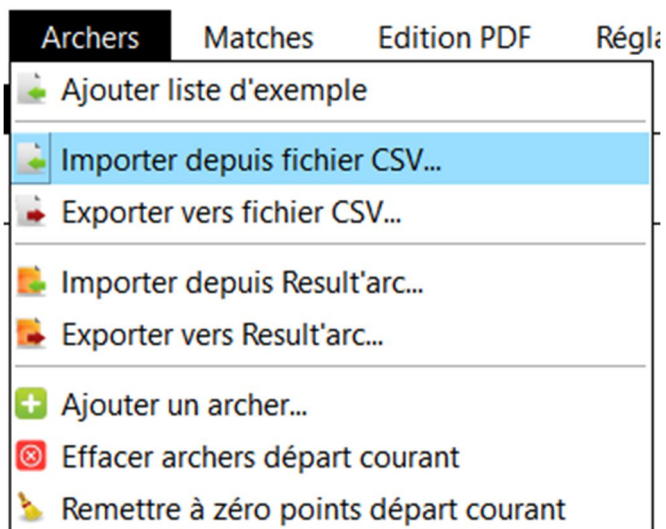 Archers Matches Edition PDF
Ajouter liste d'exemple
Importer depuis fichier CSV...
Exporter vers fichier CSV...
Importer depuis Result'arc...
Exporter vers Result'arc...
Ajouter un archer...
Effacer archers départ courant
Remettre à zéro points départ courant